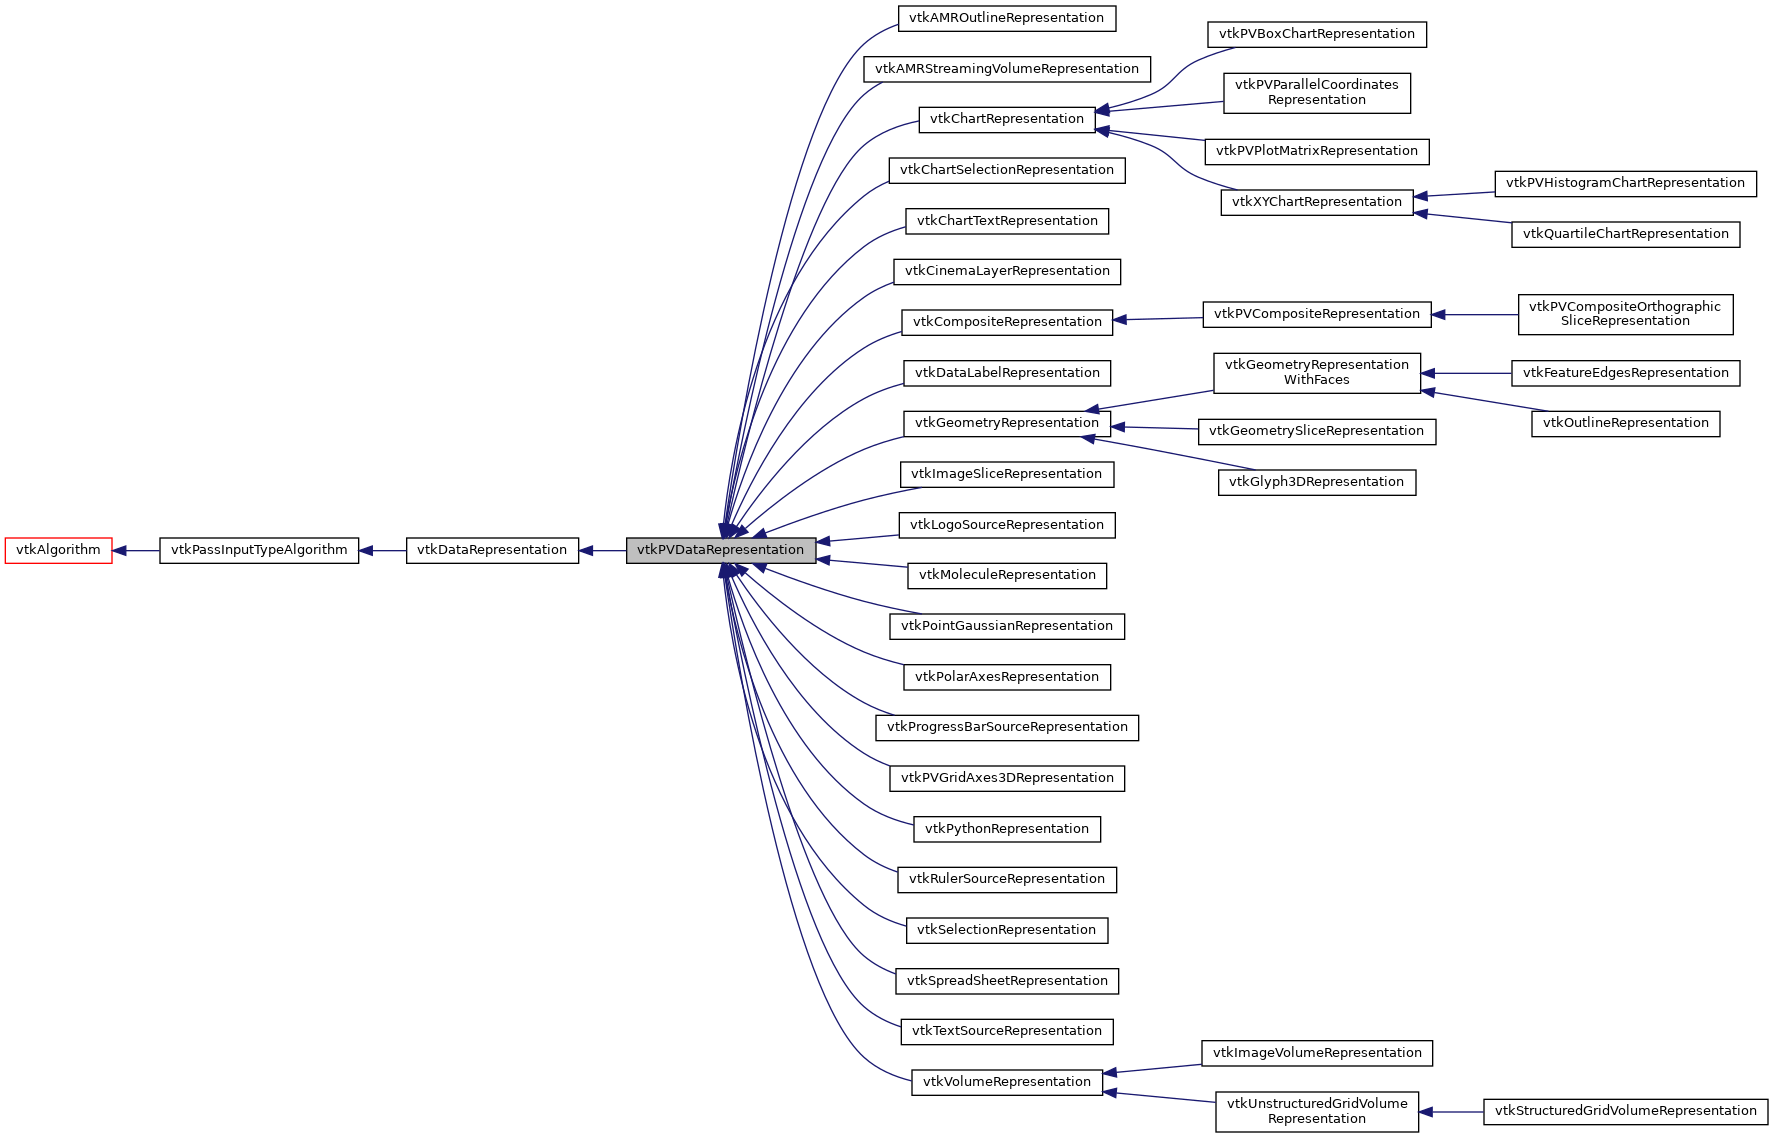 vtkAMROutlineRepresentation
vtkPVBoxChartRepresentation
vtkAMRStreamingVolumeRepresentation
vtkPVParallelCoordinates
Representation
vtkChartRepresentation
vtkPVPlotMatrixRepresentation
vtkChartSelectionRepresentation
vtkPVHistogramChartRepresentation
vtkXYChartRepresentation
vtkChartTextRepresentation
vtkQuartileChartRepresentation
vtkCinemaLayerRepresentation
vtkPVCompositeOrthographic
SliceRepresentation
vtkPVCompositeRepresentation
vtkCompositeRepresentation
vtkGeometryRepresentation
WithFaces
vtkDataLabelRepresentation
vtkFeatureEdgesRepresentation
vtkGeometryRepresentation
vtkOutlineRepresentation
vtkGeometrySliceRepresentation
vtkImageSliceRepresentation
vtkGlyph3DRepresentation
vtkLogoSourceRepresentation
vtkAlgorithm
vtkPassInputTypeAlgorithm
vtkDataRepresentation
vtkPVDataRepresentation
vtkMoleculeRepresentation
vtkPointGaussianRepresentation
vtkPolarAxesRepresentation
vtkProgressBarSourceRepresentation
vtkPVGridAxes3DRepresentation
vtkPythonRepresentation
vtkRulerSourceRepresentation
vtkSelectionRepresentation
vtkSpreadSheetRepresentation
vtkTextSourceRepresentation
vtkImageVolumeRepresentation
vtkVolumeRepresentation
vtkUnstructuredGridVolume
Representation
vtkStructuredGridVolumeRepresentation